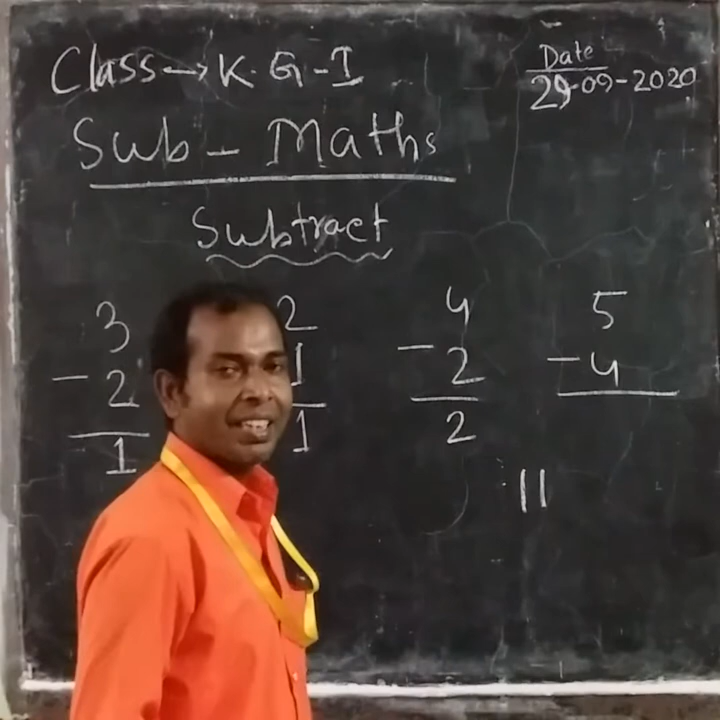 Class → K.G-I
Date
29-09-2020
Sub - Maths
Subtract
3 2 4 5
- 2 1 - 2 - 4
1 1 2
||